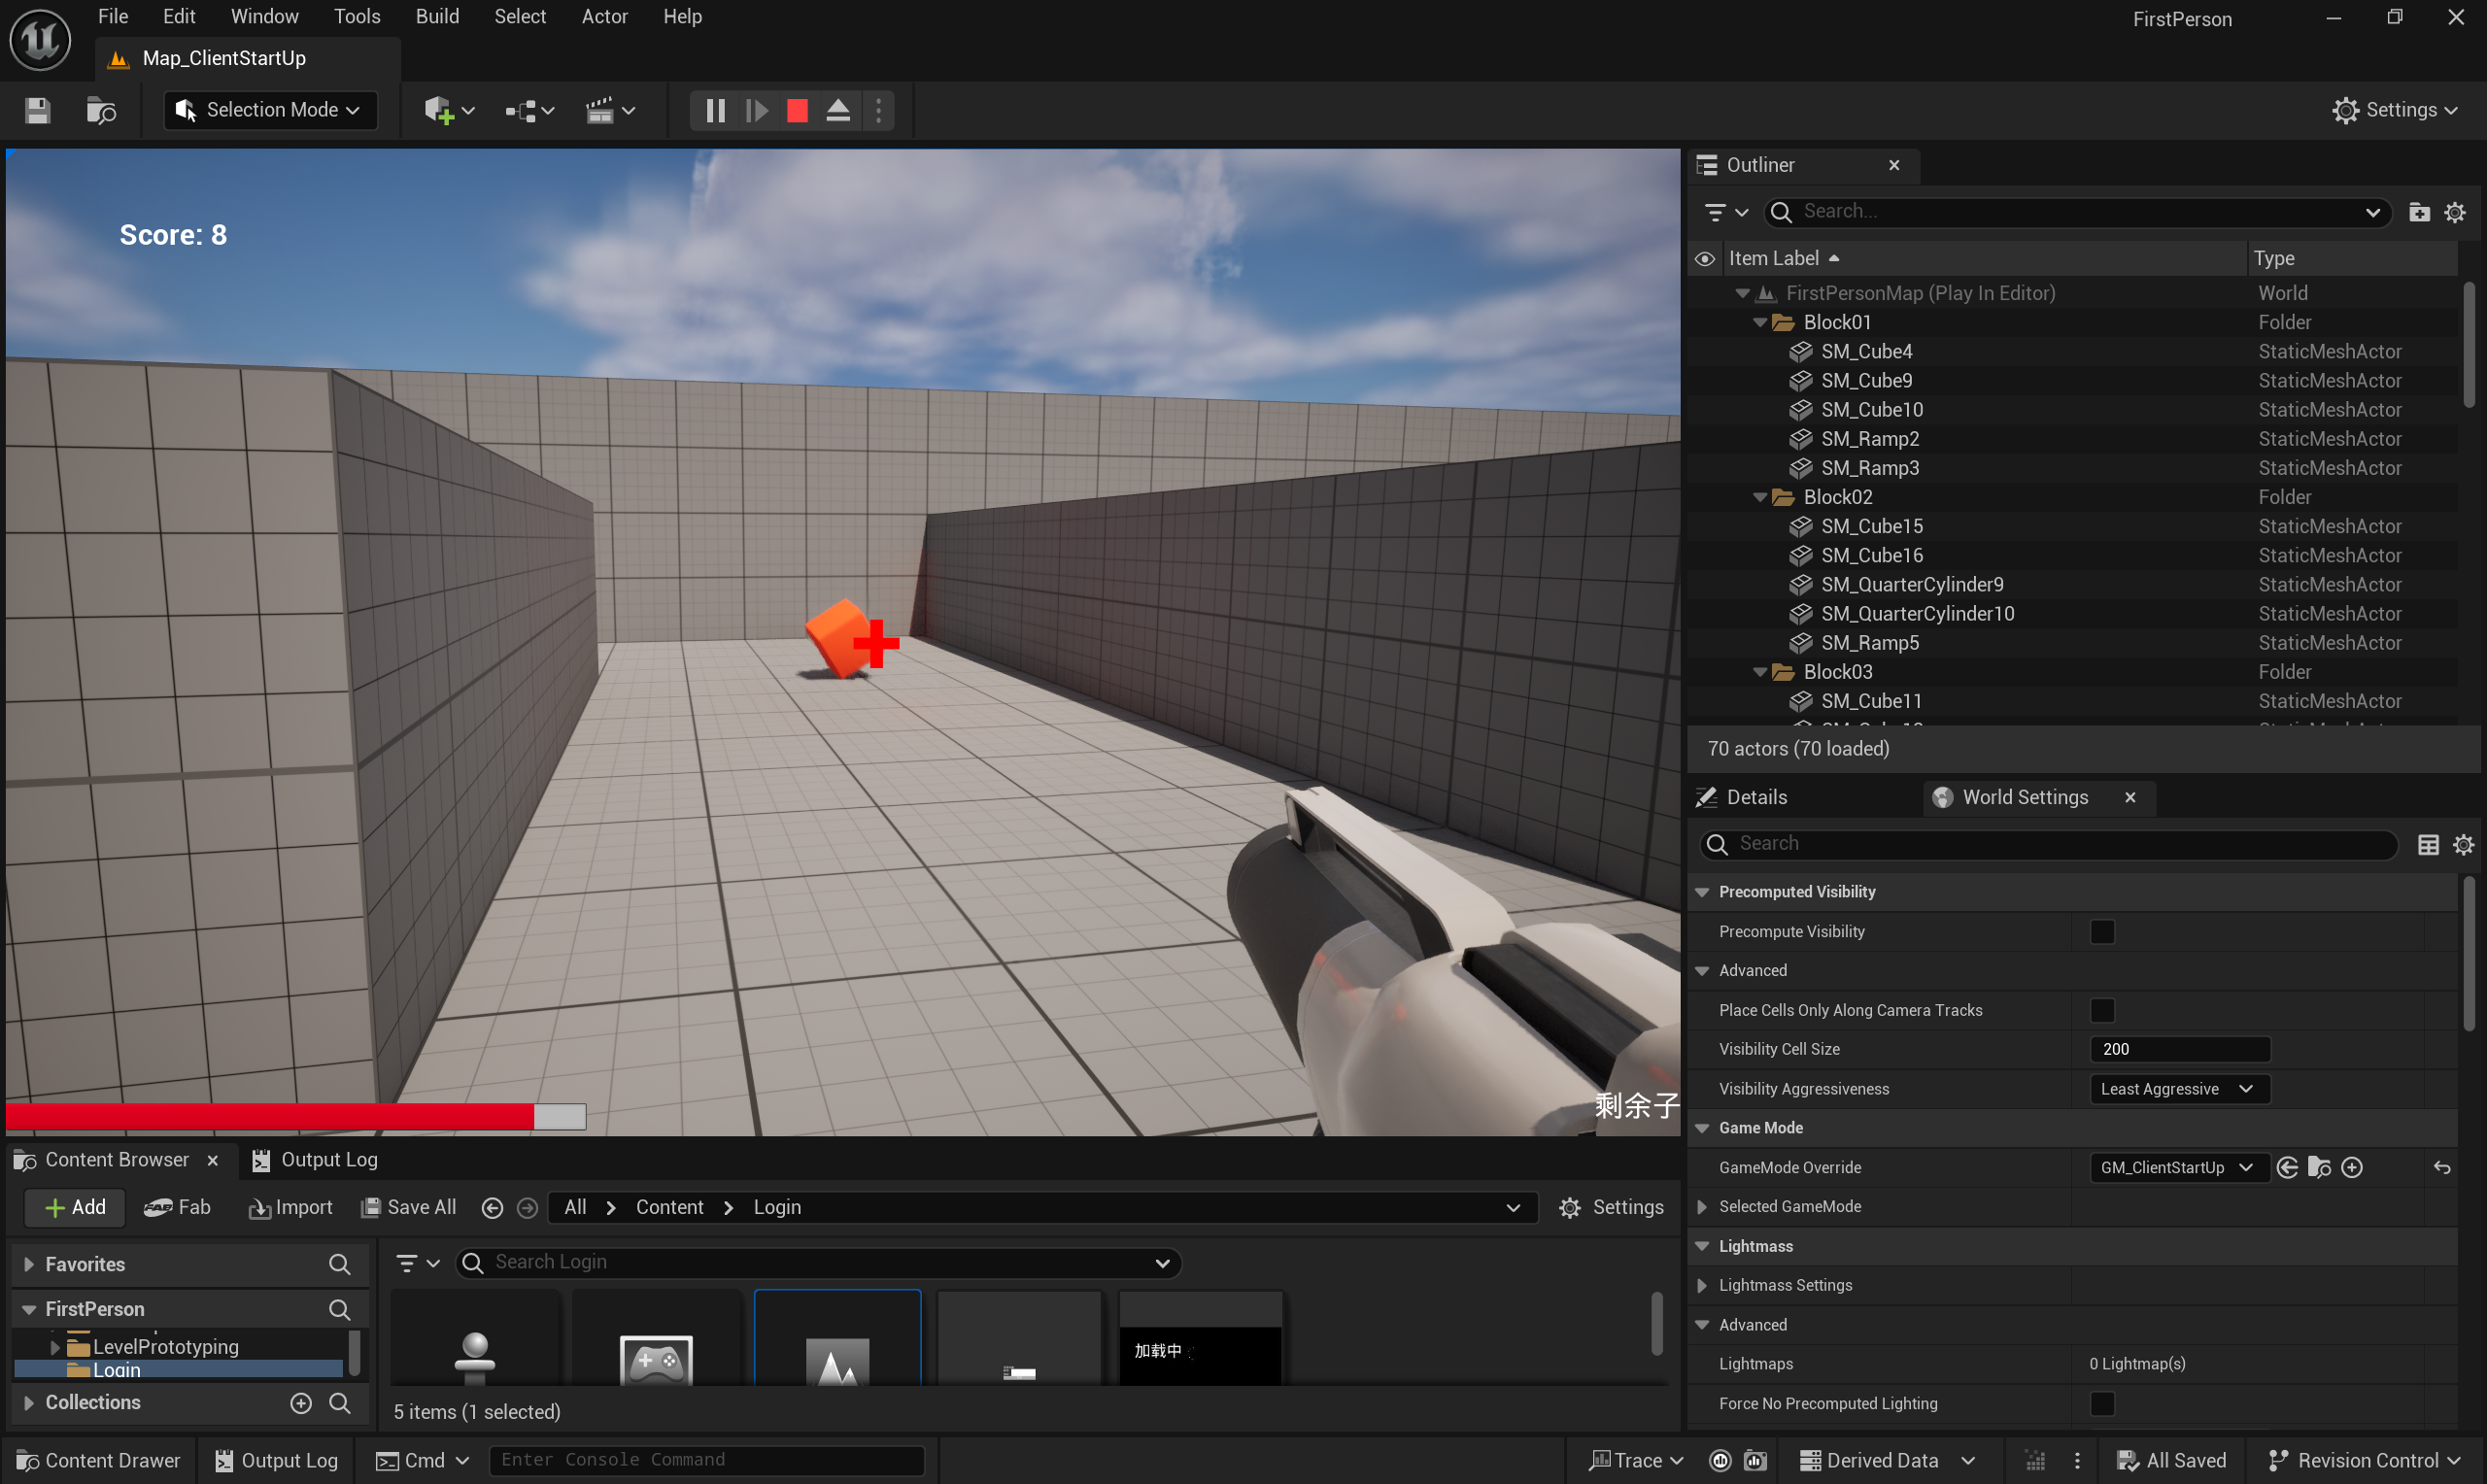 File Edit Window Tools Build Select Actor Help
FirstPerson
Map_ClientStartUp
Selection Mode
Settings
Score: 8
剩余子
Outliner
Search...
Item Label Type
FirstPersonMap (Play In Editor) World
Block01 Folder
SM_Cube4 StaticMeshActor
SM_Cube9 StaticMeshActor
SM_Cube10 StaticMeshActor
SM_Ramp2 StaticMeshActor
SM_Ramp3 StaticMeshActor
Block02 Folder
SM_Cube15 StaticMeshActor
SM_Cube16 StaticMeshActor
SM_QuarterCylinder9 StaticMeshActor
SM_QuarterCylinder10 StaticMeshActor
SM_Ramp5 StaticMeshActor
Block03 Folder
SM_Cube11 StaticMeshActor
70 actors (70 loaded)
Details World Settings
Search
Precomputed Visibility
Precompute Visibility
Advanced
Place Cells Only Along Camera Tracks
Visibility Cell Size 200
Visibility Aggressiveness Least Aggressive
Game Mode
GameMode Override GM_ClientStartUp
Selected GameMode
Lightmass
Lightmass Settings
Advanced
Lightmaps 0 Lightmap(s)
Force No Precomputed Lighting
Content Browser Output Log
Add Fab Import Save All All Content Login Settings
Favorites
Search Login
FirstPerson
LevelPrototyping
Login
Collections
加载中
5 items (1 selected)
Content Drawer Output Log Cmd Enter Console Command Trace Derived Data All Saved Revision Control